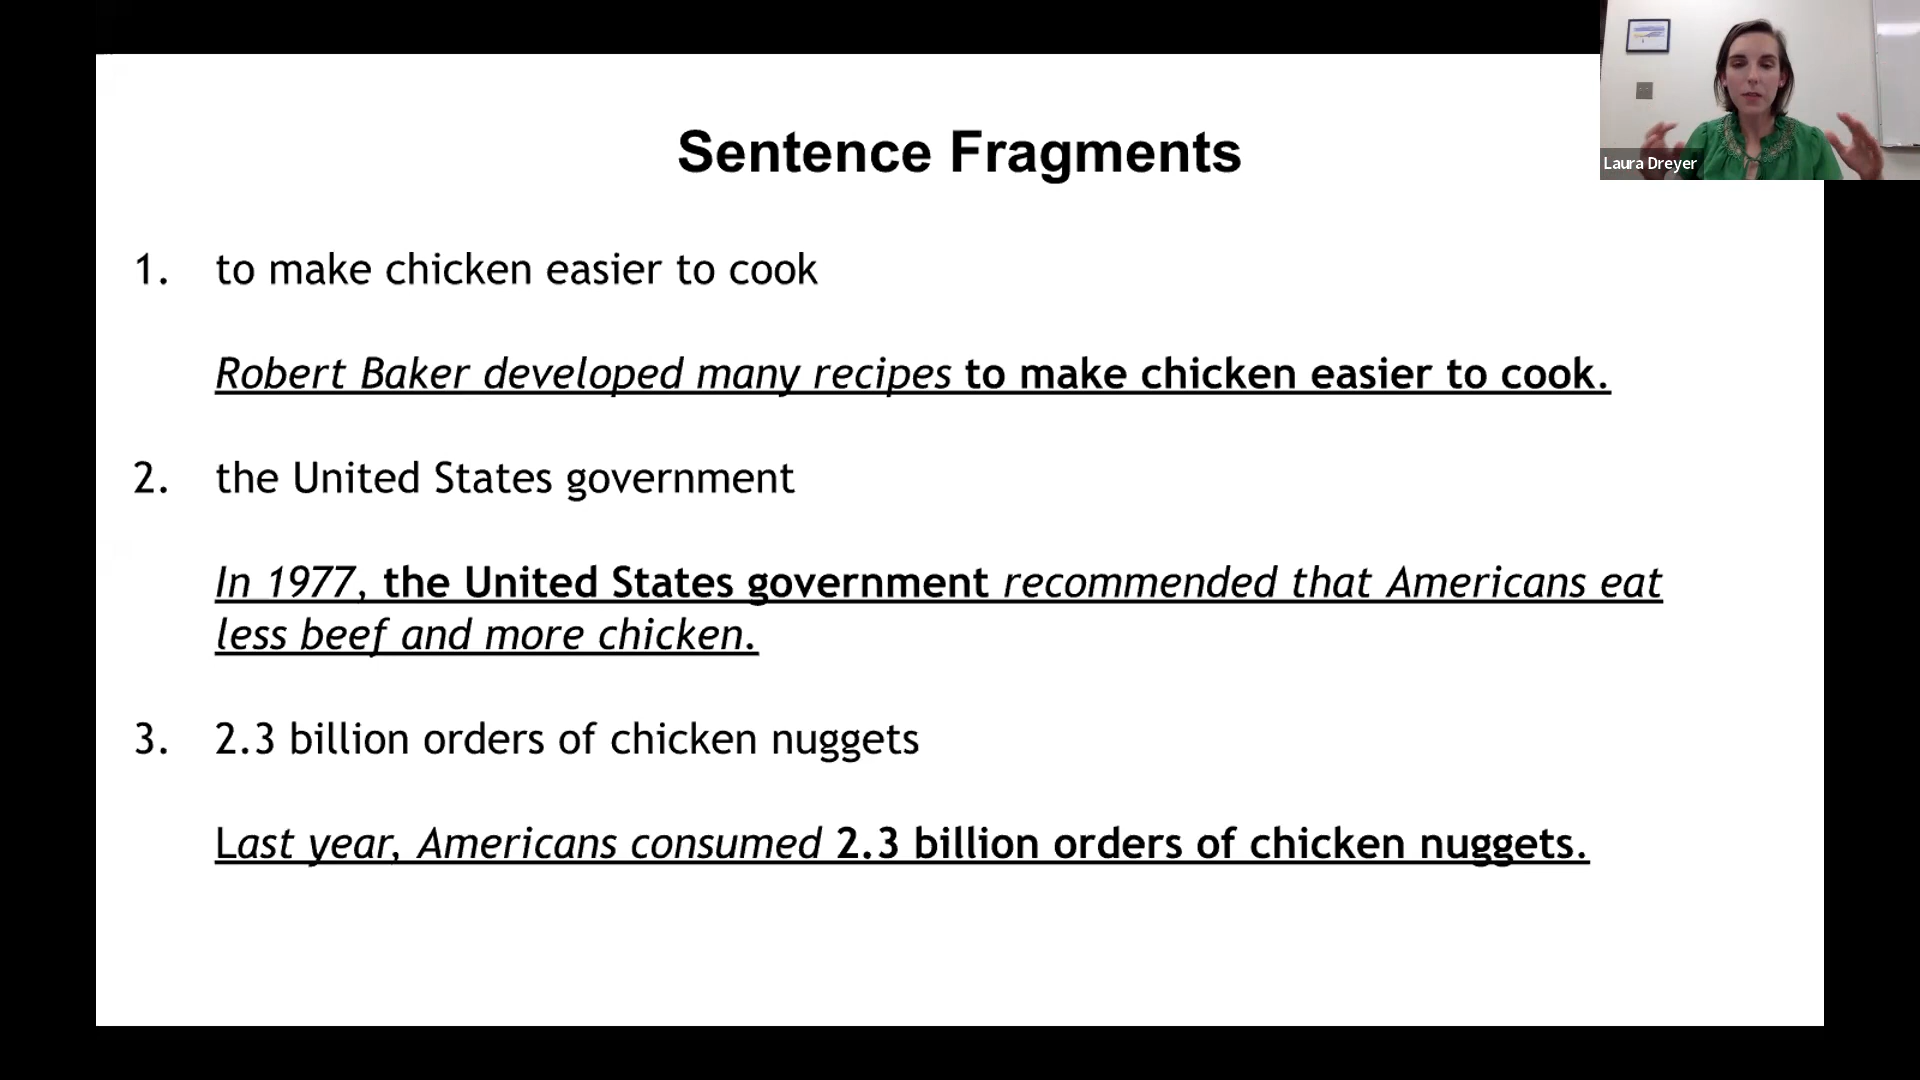 Sentence Fragments
Laura Dreyer
1. to make chicken easier to cook
Robert Baker developed many recipes to make chicken easier to cook.
2. the United States government
In 1977, the United States government recommended that Americans eat
less beef and more chicken.
3. 2.3 billion orders of chicken nuggets
Last year, Americans consumed 2.3 billion orders of chicken nuggets.